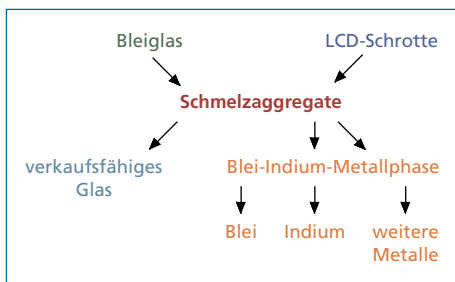 Bleiglas
LCD-Schrotte
Schmelzaggregate
verkaufsfähiges
Glas
Blei-Indium-Metallphase
Blei
Indium
weitere
Metalle